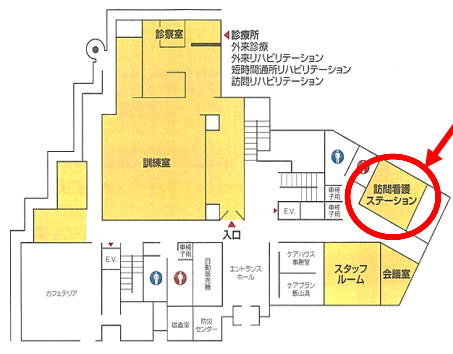 診察室
診療所
外来診療
外来リハビリテーション
短時間通所リハビリテーション
訪問リハビリテーション
訓練室
訪問看護
ステーション
車椅子用
車椅子用
E.V.
入口
E.V.
車椅子用
自動販売機
エントランス
ホール
ケアハウス
事務室
ケアプラン
飯山港
スタッフ
ルーム
会議室
カフェテリア
宿直室
防災
センター